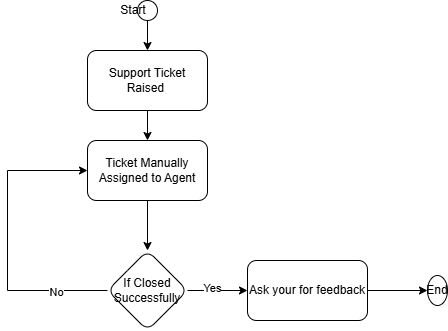 Start
Support Ticket
Raised
Ticket Manually
Assigned to Agent
If Closed
Successfully
No
Yes
Ask your for feedback
End